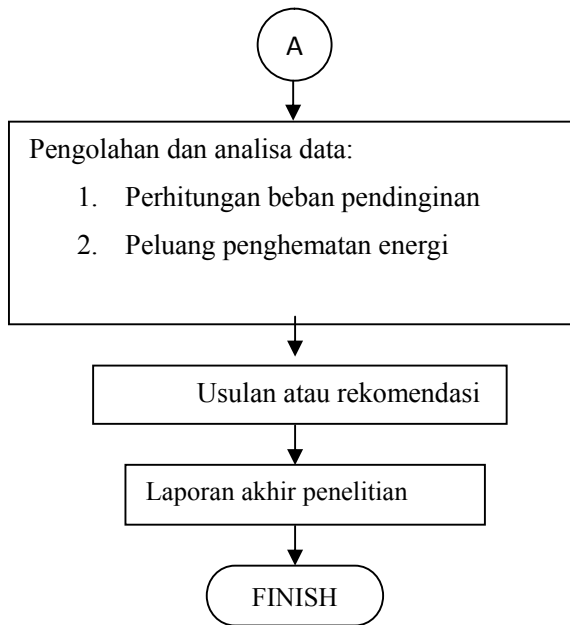 A
Pengolahan dan analisa data:
1. Perhitungan beban pendinginan
2. Peluang penghematan energi
Usulan atau rekomendasi
Laporan akhir penelitian
FINISH